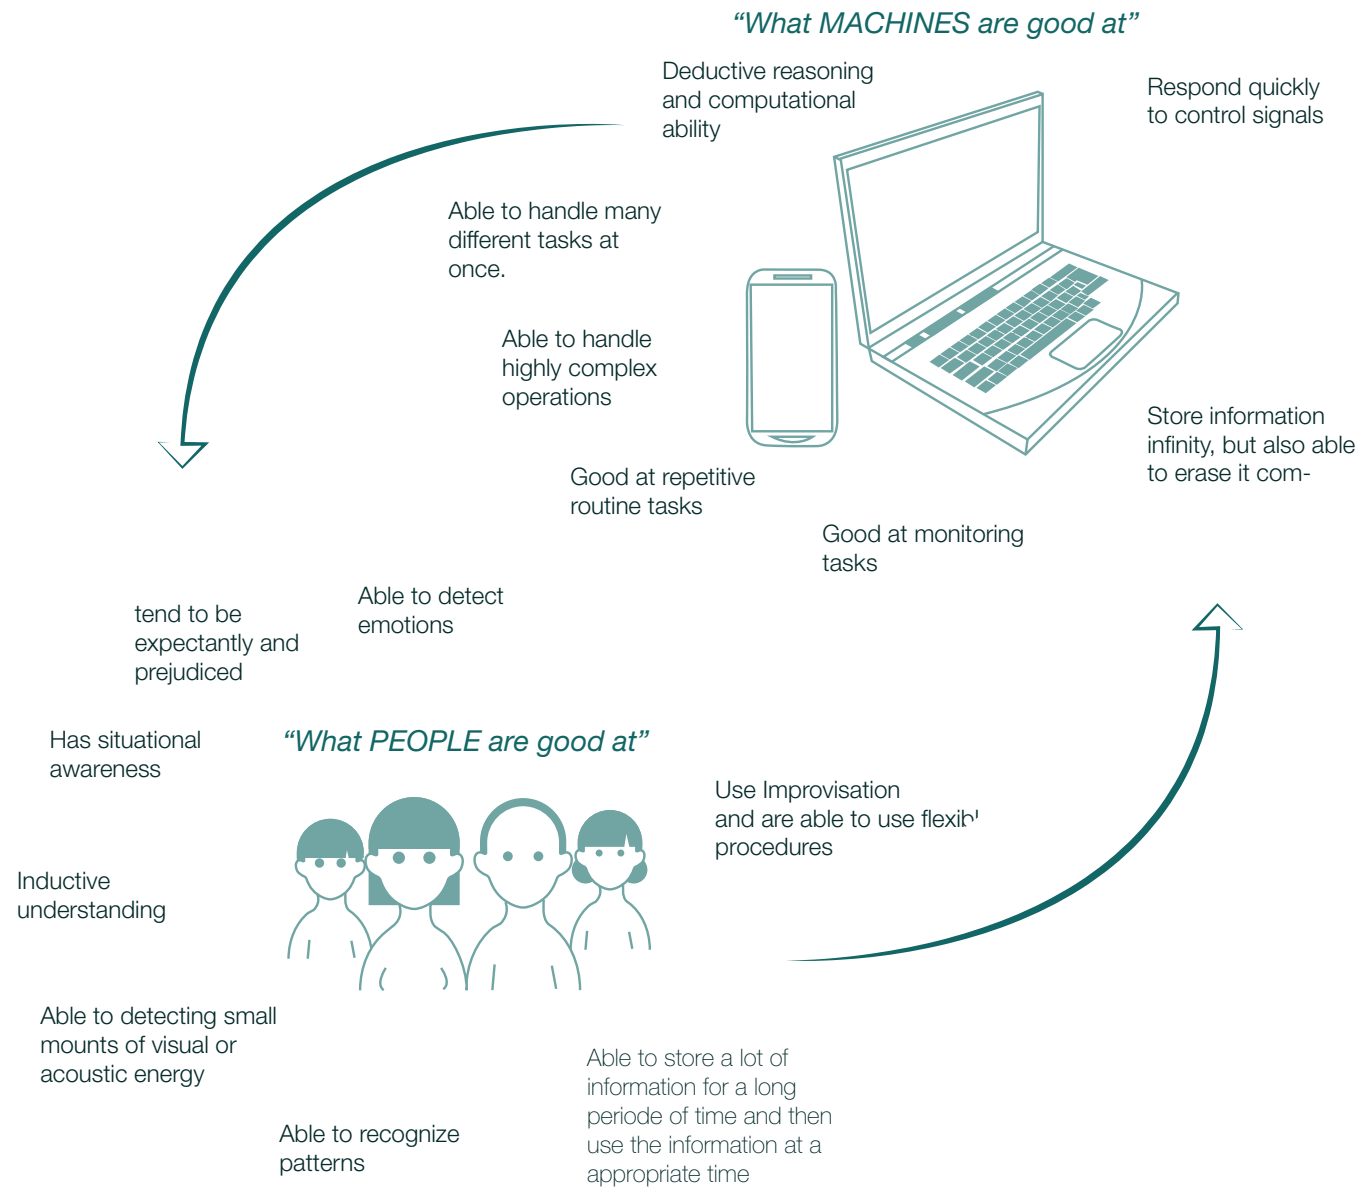 “What MACHINES are good at”
Deductive reasoning
and computational
ability
Respond quickly
to control signals
Able to handle many
different tasks at
once.
Able to handle
highly complex
operations
Store information
infinity, but also able
to erase it com-
Good at repetitive
routine tasks
Good at monitoring
tasks
Able to detect
emotions
tend to be
expectantly and
prejudiced
Has situational
awareness
“What PEOPLE are good at”
Use Improvisation
and are able to use
procedures
Inductive
understanding
Able to detecting small
mounts of visual or
acoustic energy
Able to store a lot of
information for a long
periode of time and then
use the information at a
appropriate time
Able to recognize
patterns